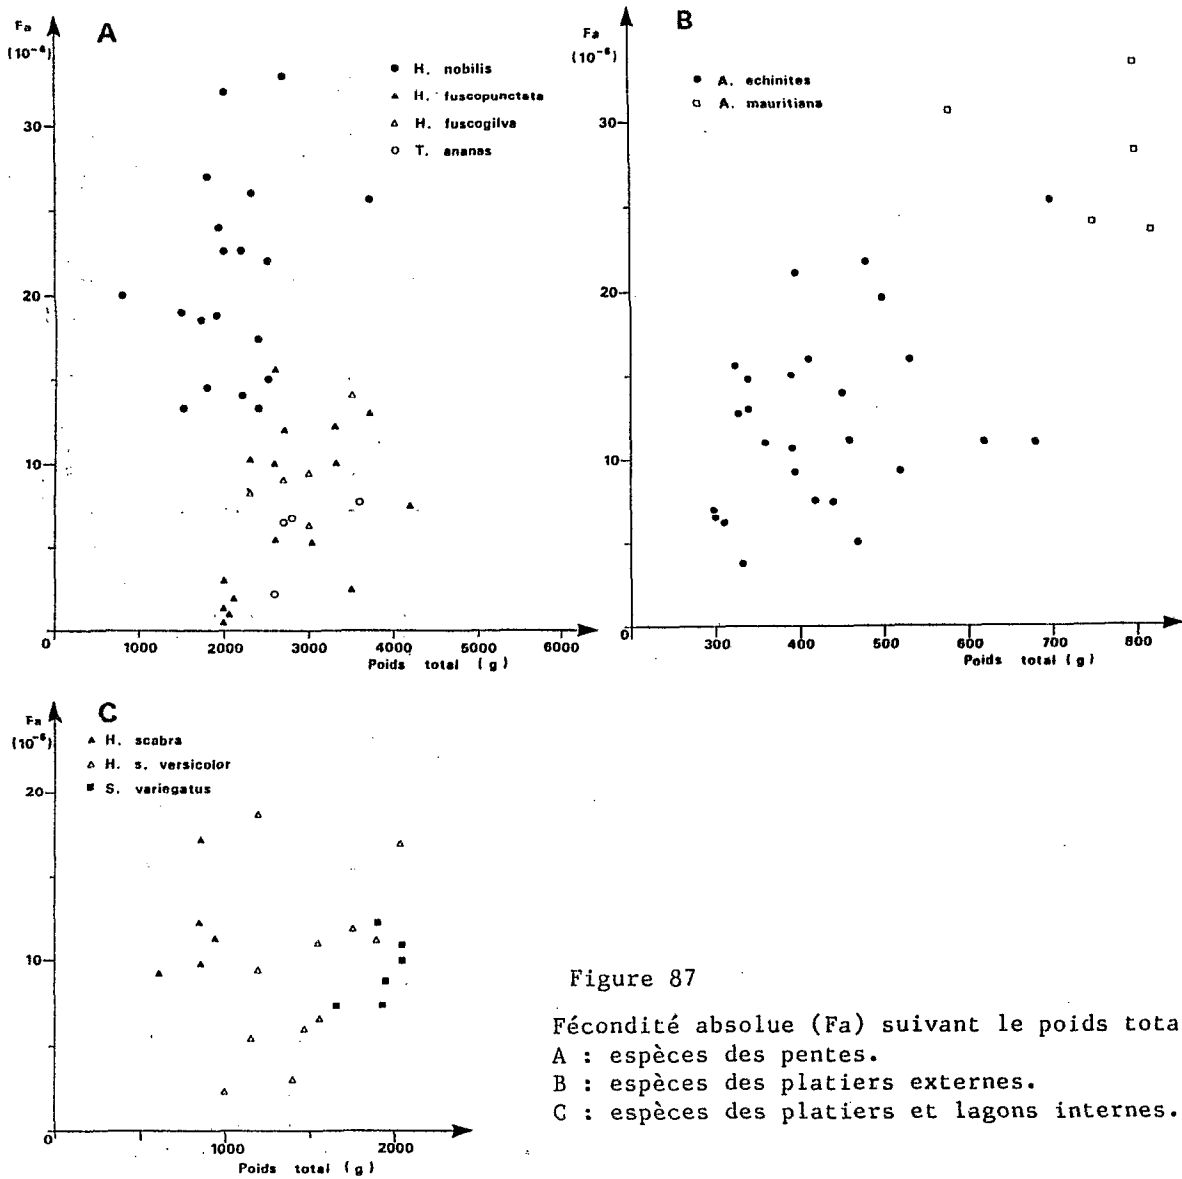 A
Fa
(10⁻⁶)
H. nobilis
H. fuscopunctata
H. fuscogilva
T. ananas
30
20
10
0
1000 2000 3000 4000 5000 6000
Poids total (g)
B
Fa
(10⁻⁶)
A. echinites
A. mauritiana
30
20
10
0
300 400 500 600 700 800
Poids total (g)
C
Fa
(10⁻⁶)
H. scabra
H. s. versicolor
S. variegatus
20
10
0
1000 2000
Poids total (g)
Figure 87
Fécondité absolue (Fa) suivant le poids tota
A : espèces des pentes.
B : espèces des platiers externes.
C : espèces des platiers et lagons internes.